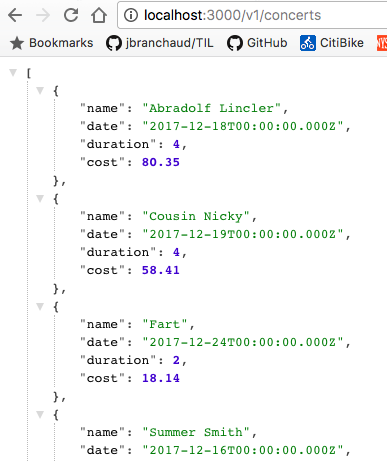 localhost:3000/v1/concerts
Bookmarks jbranchaud/TIL GitHub CitiBike
[
{
"name": "Abradolf Lincler",
"date": "2017-12-18T00:00:00.000Z",
"duration": 4,
"cost": 80.35
},
{
"name": "Cousin Nicky",
"date": "2017-12-19T00:00:00.000Z",
"duration": 4,
"cost": 58.41
},
{
"name": "Fart",
"date": "2017-12-24T00:00:00.000Z",
"duration": 2,
"cost": 18.14
},
{
"name": "Summer Smith",
"date": "2017-12-16T00:00:00.000Z",